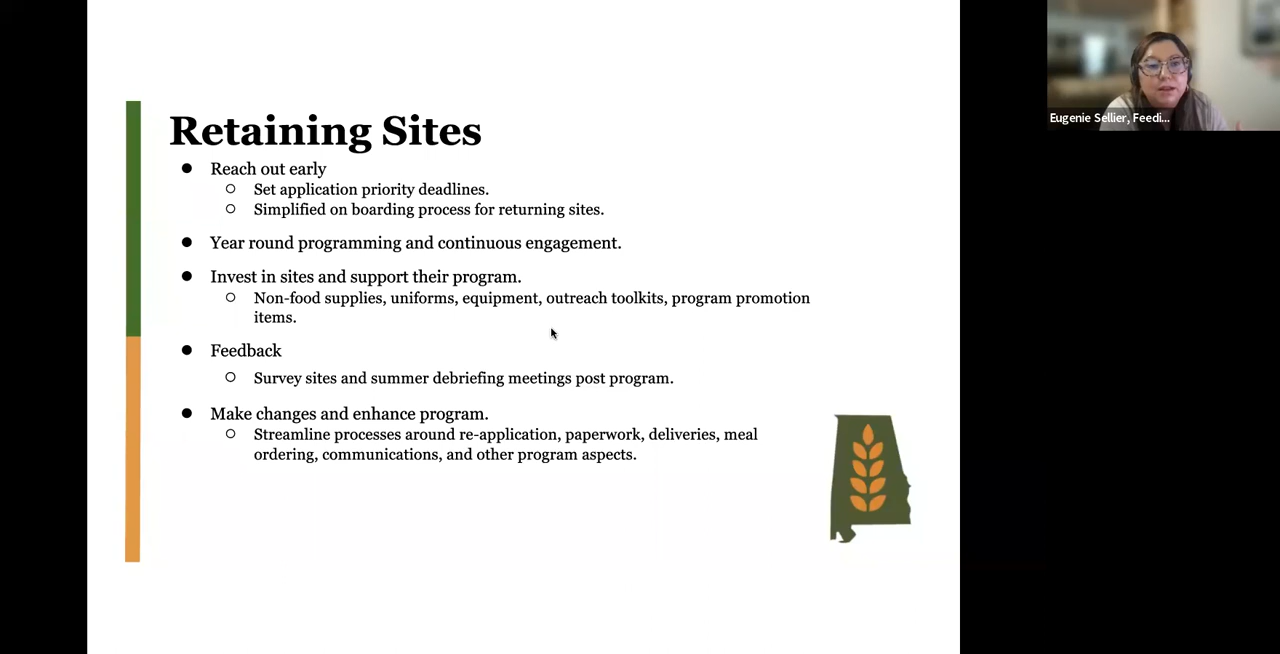 Retaining Sites
● Reach out early
○ Set application priority deadlines.
○ Simplified on boarding process for returning sites.
● Year round programming and continuous engagement.
● Invest in sites and support their program.
○ Non-food supplies, uniforms, equipment, outreach toolkits, program promotion
items.
● Feedback
○ Survey sites and summer debriefing meetings post program.
● Make changes and enhance program.
○ Streamline processes around re-application, paperwork, deliveries, meal
ordering, communications, and other program aspects.
Eugenie Sellier, Feedi...